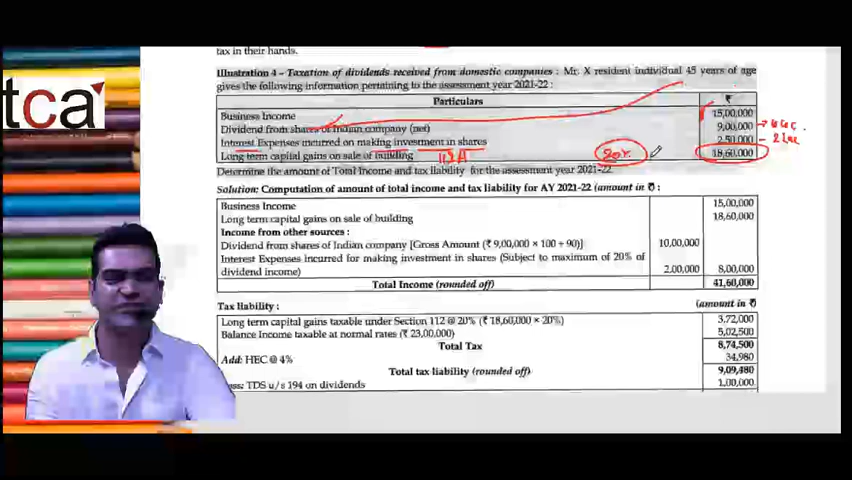 tca
tax in their hands.
Illustration 4 - Taxation of dividends received from domestic companies : Mr. X resident individual 45 years of age
gives the following information pertaining to the assessment year 2021-22 :
Particulars ₹
Business Income 15,00,000
Dividend from shares of Indian company (net) 9,00,000
Interest Expenses incurred on making investment in shares 2,50,000
Long term capital gains on sale of building 20%. 18,60,000
Determine the amount of Total Income and tax liability for the assessment year 2021-22.
Solution: Computation of amount of total income and tax liability for AY 2021-22 (amount in ₹) :
Business Income 15,00,000
Long term capital gains on sale of building 18,60,000
Income from other sources :
Dividend from shares of Indian company [Gross Amount (₹ 9,00,000 × 100 ÷ 90)] 10,00,000
Interest Expenses incurred for making investment in shares (Subject to maximum of 20% of
dividend income) 2,00,000 8,00,000
Total Income (rounded off) 41,60,000
Tax liability : (amount in ₹)
Long term capital gains taxable under Section 112 @ 20% (₹ 18,60,000 × 20%) 3,72,000
Balance Income taxable at normal rates (₹ 23,00,000) 5,02,500
Total Tax 8,74,500
Add: HEC @ 4% 34,980
Total tax liability (rounded off) 9,09,480
TDS u/s 194 on dividends 1,00,000